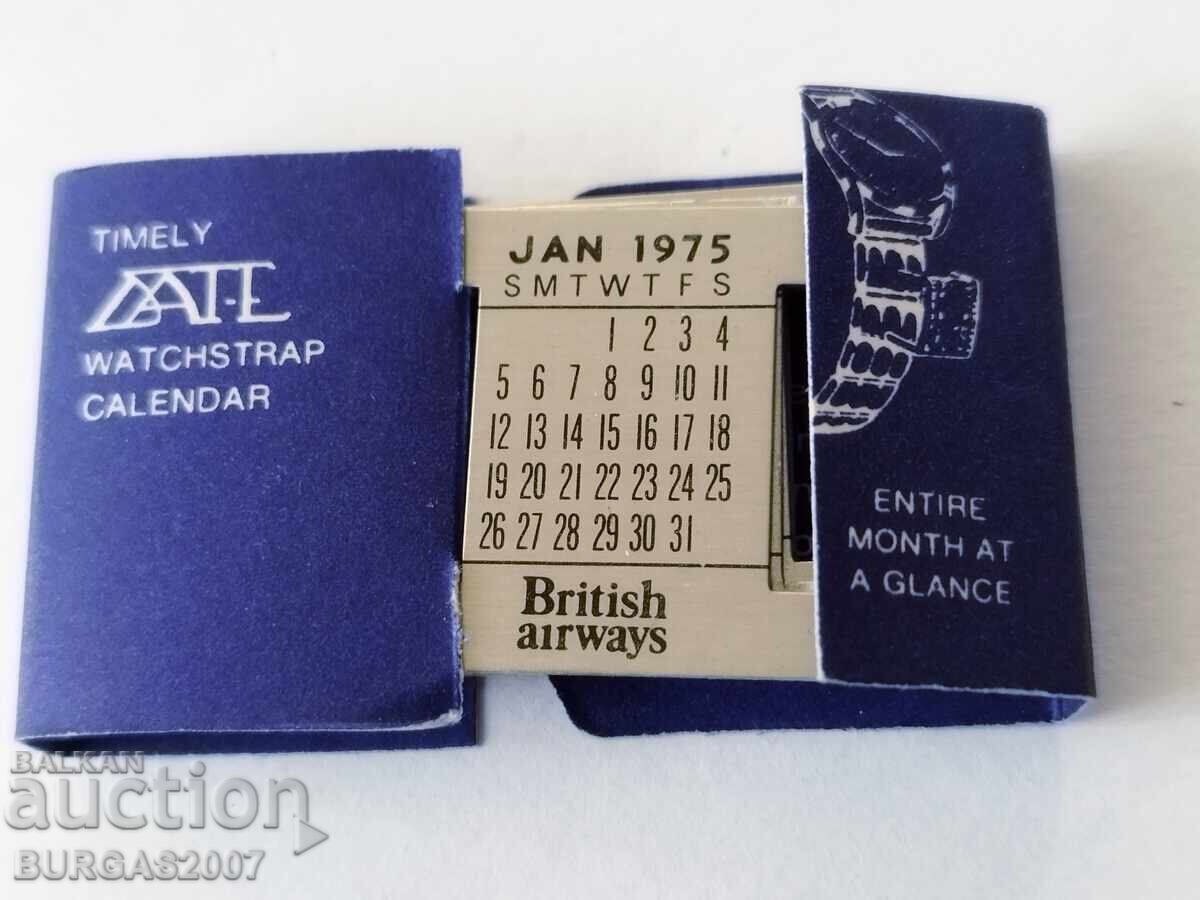 TIMELY
DATE
WATCHSTRAP
CALENDAR
JAN 1975
S M T W T F S
1 2 3 4
5 6 7 8 9 10 11
12 13 14 15 16 17 18
19 20 21 22 23 24 25
26 27 28 29 30 31
British
airways
ENTIRE
MONTH AT
A GLANCE
BALKAN
auction
BURGAS2007